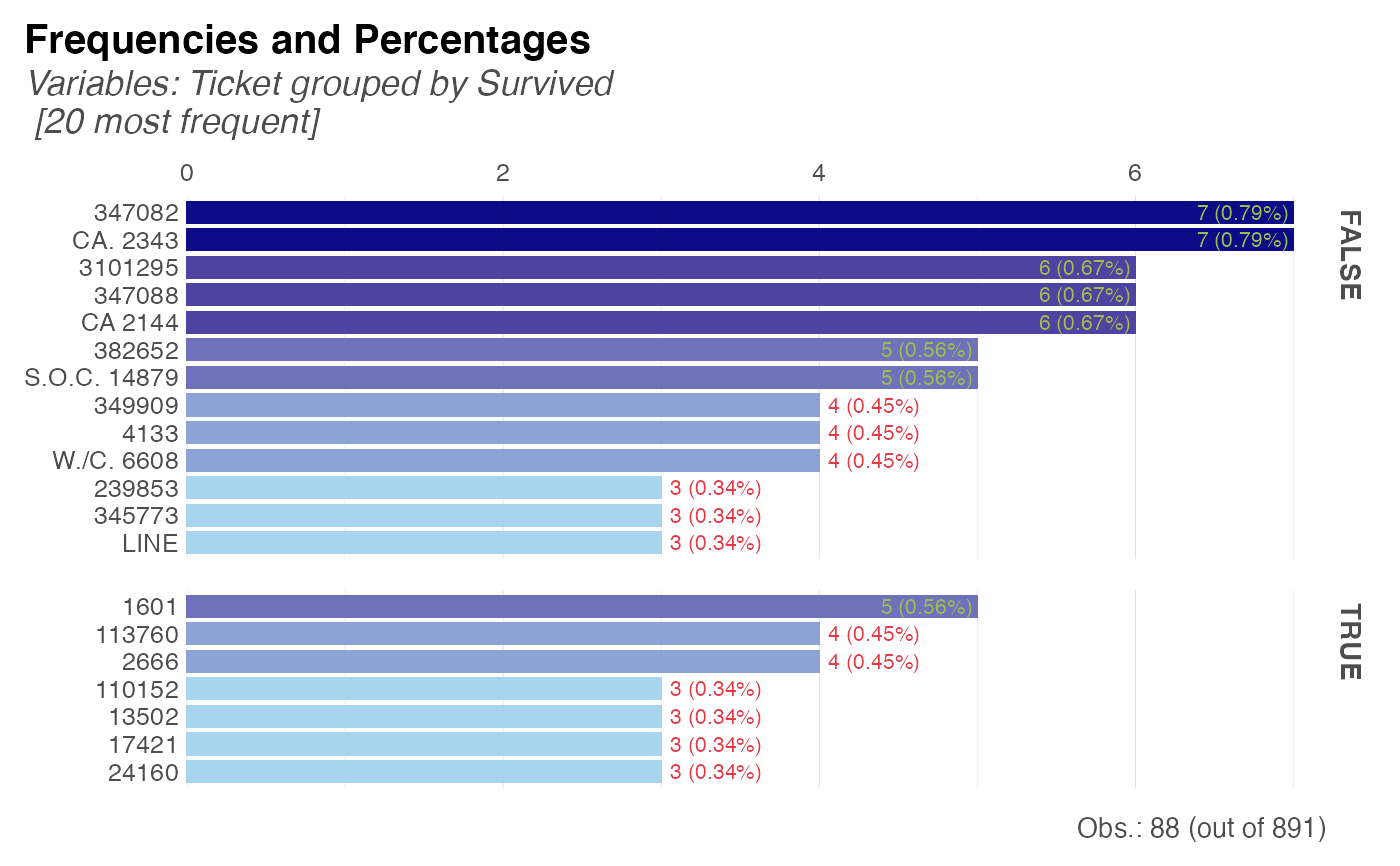 Frequencies and Percentages
Variables: Ticket grouped by Survived
[20 most frequent]
0 2 4 6
347082 7 (0.79%)
CA. 2343 7 (0.79%)
3101295 6 (0.67%)
347088 6 (0.67%)
CA 2144 6 (0.67%)
382652 5 (0.56%)
S.O.C. 14879 5 (0.56%)
349909 4 (0.45%)
4133 4 (0.45%)
W./C. 6608 4 (0.45%)
239853 3 (0.34%)
345773 3 (0.34%)
LINE 3 (0.34%)
FALSE
1601 5 (0.56%)
113760 4 (0.45%)
2666 4 (0.45%)
110152 3 (0.34%)
13502 3 (0.34%)
17421 3 (0.34%)
24160 3 (0.34%)
TRUE
Obs.: 88 (out of 891)